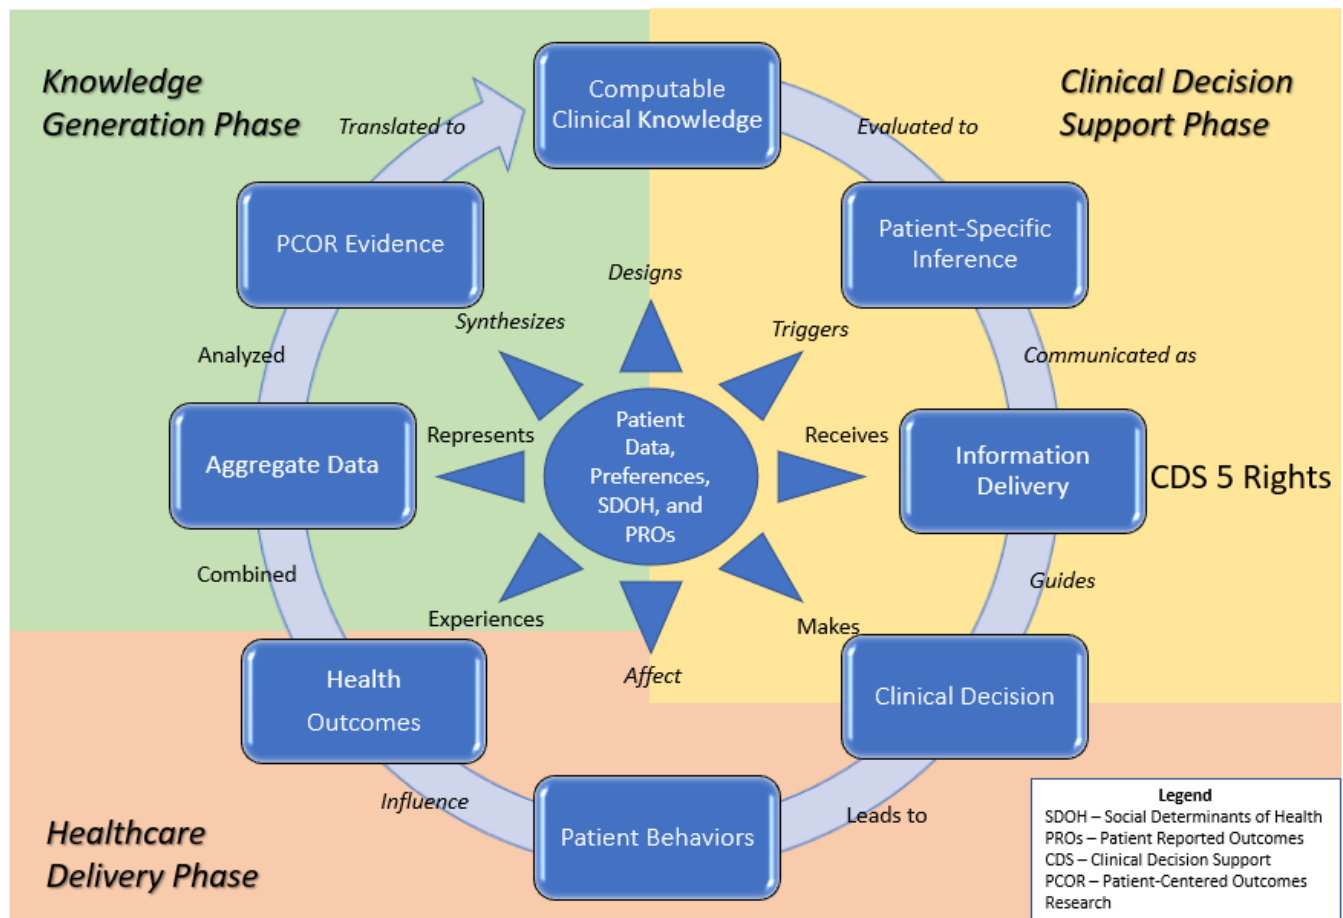 Knowledge
Generation Phase
Clinical Decision
Support Phase
Computable
Clinical Knowledge
Translated to
Evaluated to
PCOR Evidence
Patient-Specific
Inference
Designs
Synthesizes
Triggers
Analyzed
Communicated as
Aggregate Data
Represents
Patient
Data,
Preferences,
SDOH, and
PROs
Receives
Information
Delivery
CDS 5 Rights
Combined
Guides
Experiences
Makes
Affect
Health
Outcomes
Clinical Decision
Influence
Patient Behaviors
Leads to
Healthcare
Delivery Phase
Legend
SDOH – Social Determinants of Health
PROs – Patient Reported Outcomes
CDS – Clinical Decision Support
PCOR – Patient-Centered Outcomes
Research